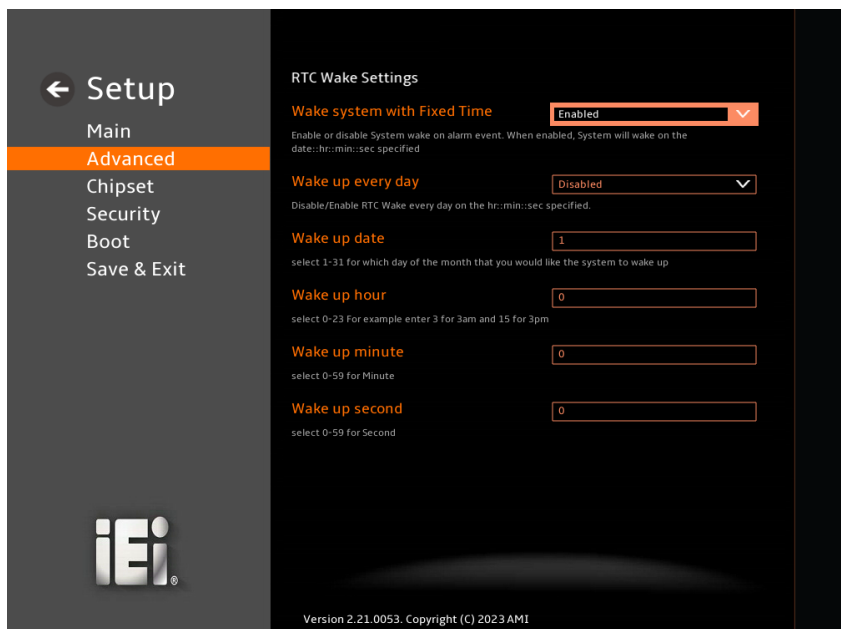 Setup
Main
Advanced
Chipset
Security
Boot
Save & Exit
iEi®
RTC Wake Settings
Wake system with Fixed Time
Enabled
Enable or disable System wake on alarm event. When enabled, System will wake on the
date::hr::min::sec specified
Wake up every day
Disabled
Disable/Enable RTC Wake every day on the hr::min::sec specified.
Wake up date
1
select 1-31 for which day of the month that you would like the system to wake up
Wake up hour
0
select 0-23 For example enter 3 for 3am and 15 for 3pm
Wake up minute
0
select 0-59 for Minute
Wake up second
0
select 0-59 for Second
Version 2.21.0053. Copyright (C) 2023 AMI